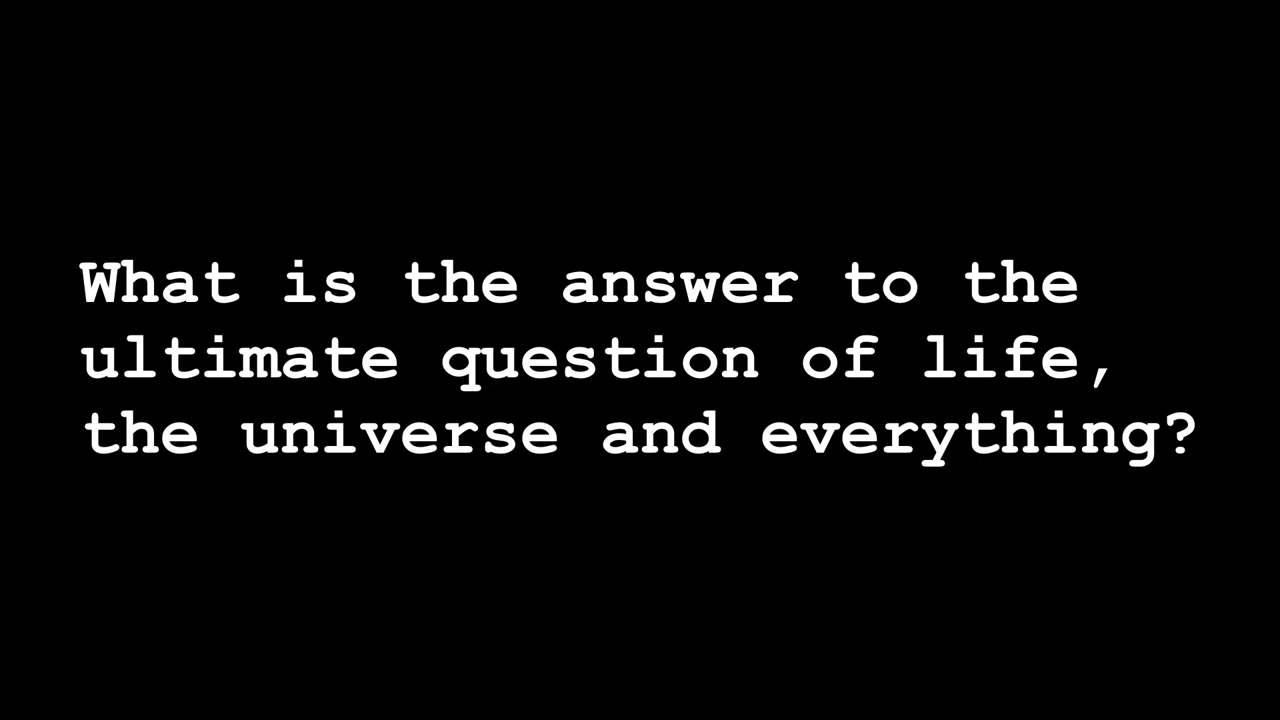 What is the answer to the
ultimate question of life,
the universe and everything?